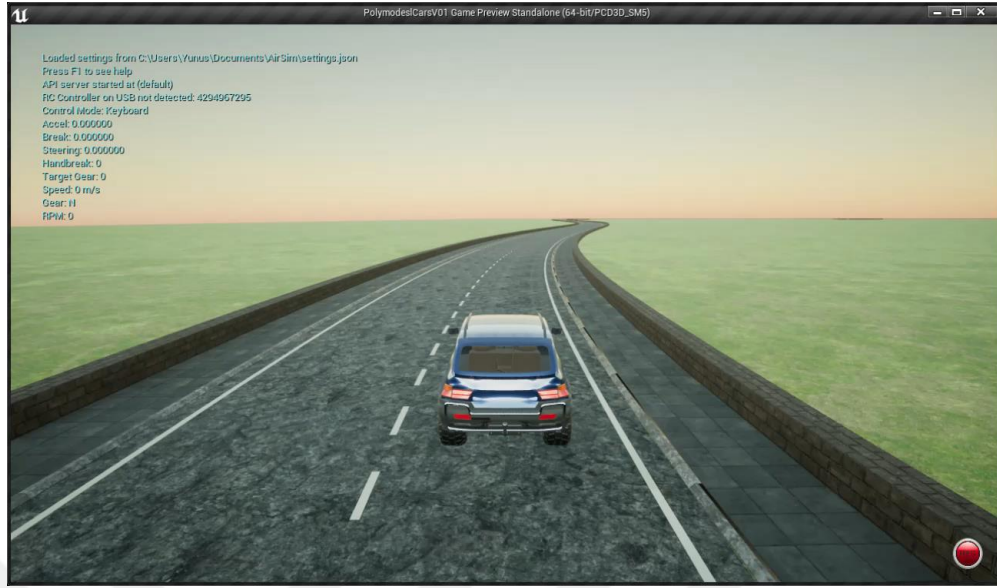 PolymodeslCarsV01 Game Preview Standalone (64-bit/PCD3D_SM5)
Loaded settings from C:\Users\Yunus\Documents\AirSim\settings.json
Press F1 to see help
API server started at (default)
RC Controller on USB not detected: 4294967295
Control Mode: Keyboard
Accel: 0.000000
Break: 0.000000
Steering: 0.000000
Handbreak: 0
Target Gear: 0
Speed: 0 m/s
Gear: N
RPM: 0